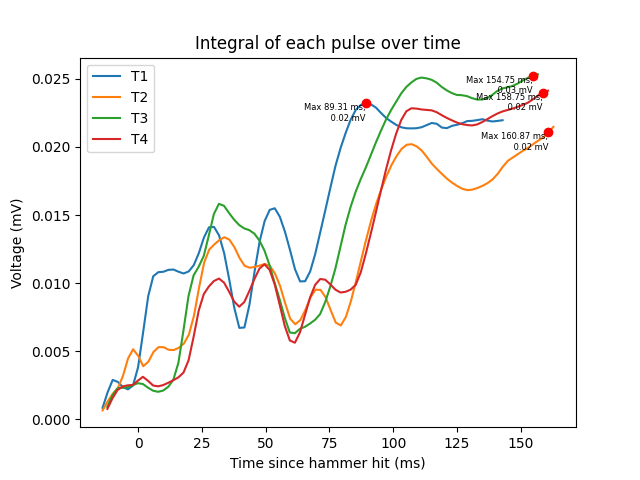 Integral of each pulse over time
T1
T2
T3
T4
Max 154.75 ms,
0.03 mV
Max 158.75 ms,
0.02 mV
Max 89.31 ms,
0.02 mV
Max 160.87 ms,
0.02 mV
0.025
0.020
0.015
0.010
0.005
0.000
Voltage (mV)
0
25
50
75
100
125
150
Time since hammer hit (ms)